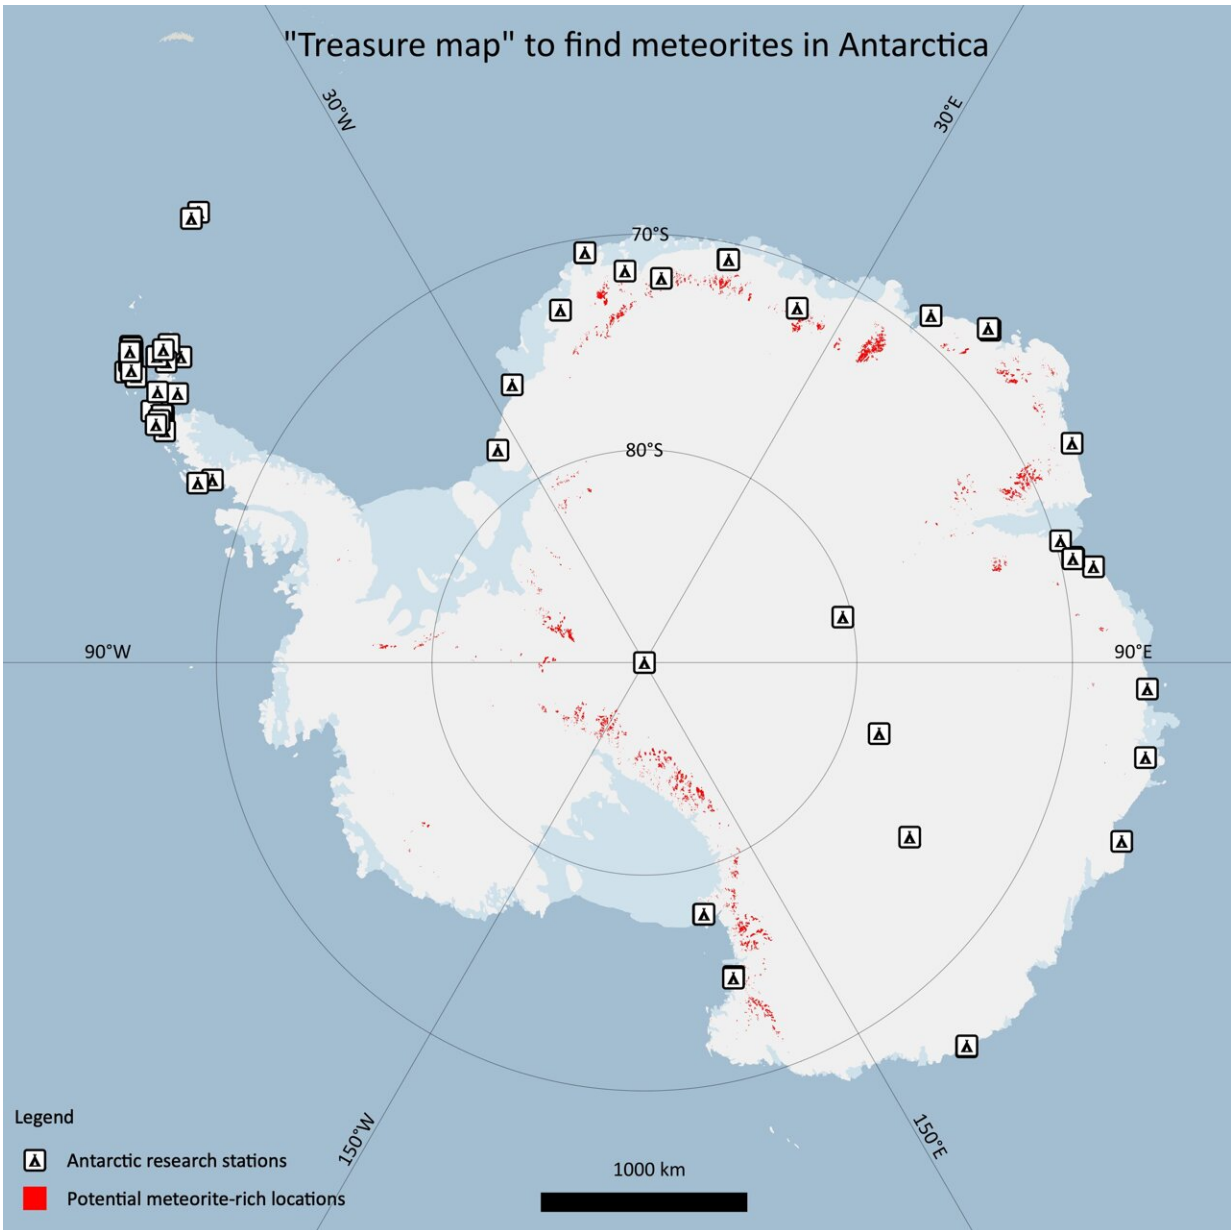 "Treasure map" to find meteorites in Antarctica
30°W
30°E
70°S
80°S
90°W
90°E
150°W
150°E
Legend
Antarctic research stations
Potential meteorite-rich locations
1000 km